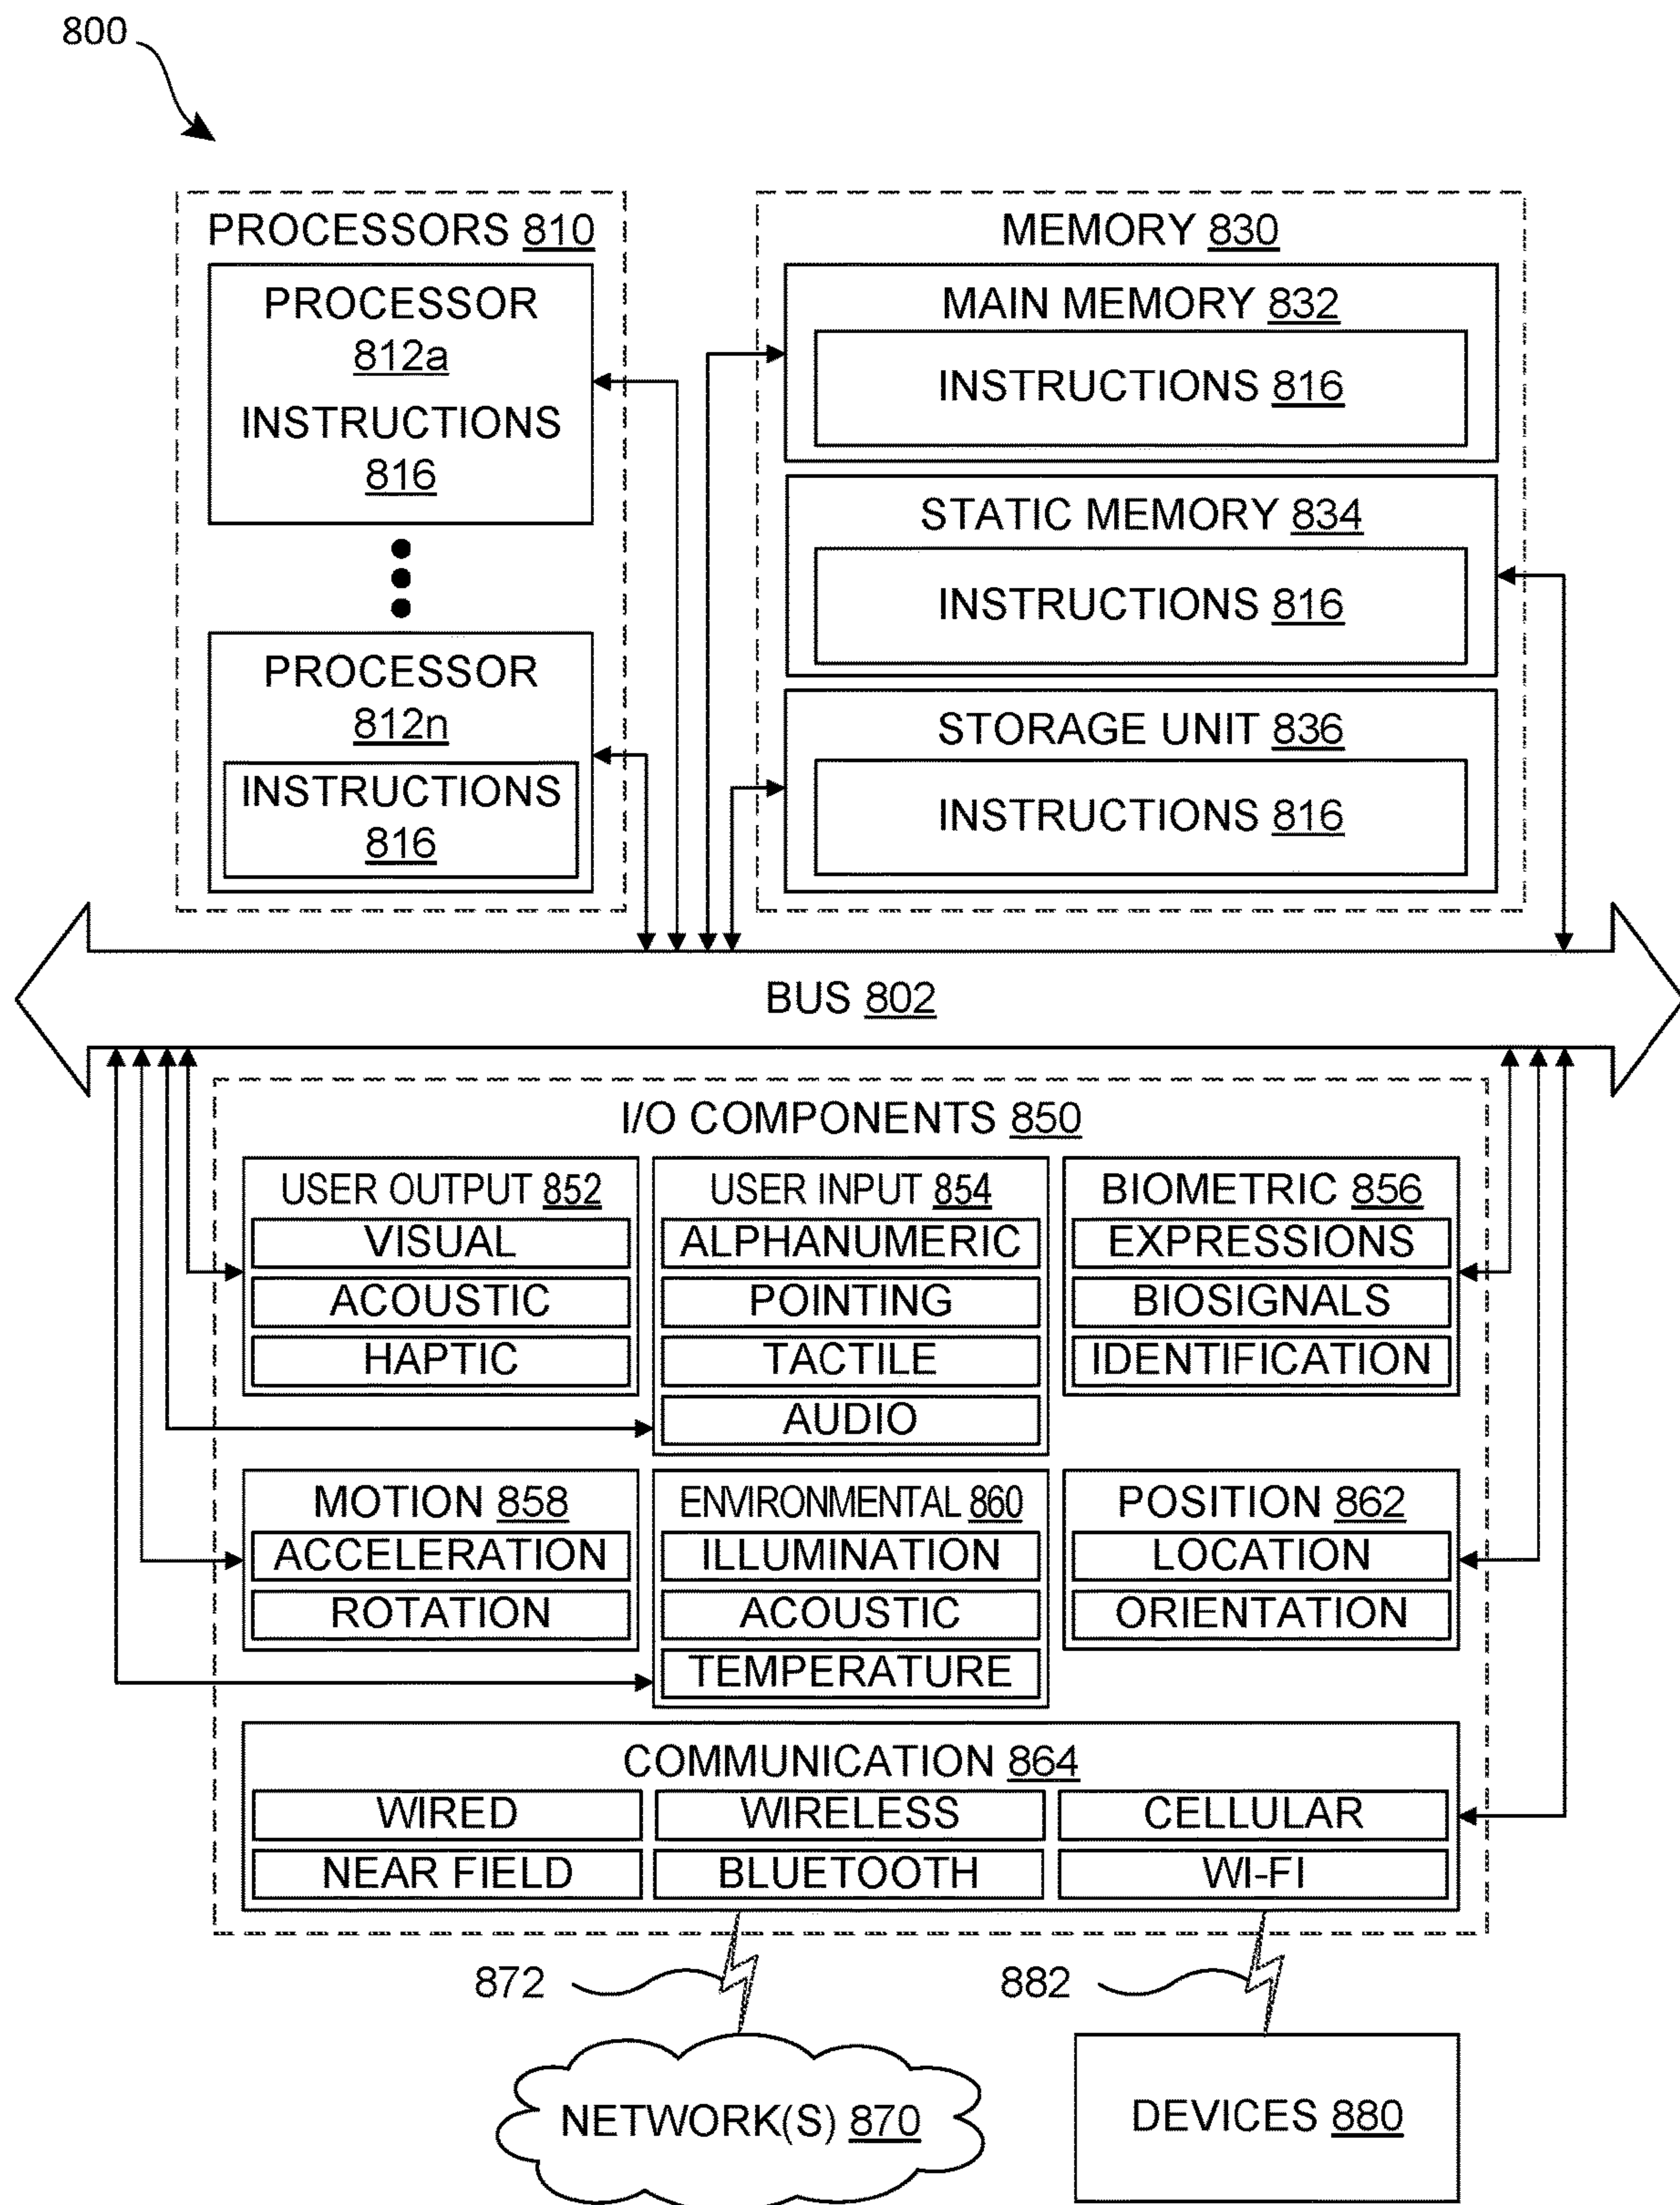 800
PROCESSORS 810
PROCESSOR
812a
INSTRUCTIONS
816
PROCESSOR
812n
INSTRUCTIONS
816
MEMORY 830
MAIN MEMORY 832
INSTRUCTIONS 816
STATIC MEMORY 834
INSTRUCTIONS 816
STORAGE UNIT 836
INSTRUCTIONS 816
BUS 802
I/O COMPONENTS 850
USER OUTPUT 852
VISUAL
ACOUSTIC
HAPTIC
USER INPUT 854
ALPHANUMERIC
POINTING
TACTILE
AUDIO
BIOMETRIC 856
EXPRESSIONS
BIOSIGNALS
IDENTIFICATION
MOTION 858
ACCELERATION
ROTATION
ENVIRONMENTAL 860
ILLUMINATION
ACOUSTIC
TEMPERATURE
POSITION 862
LOCATION
ORIENTATION
COMMUNICATION 864
WIRED
WIRELESS
CELLULAR
NEAR FIELD
BLUETOOTH
WI-FI
872
882
NETWORK(S) 870
DEVICES 880